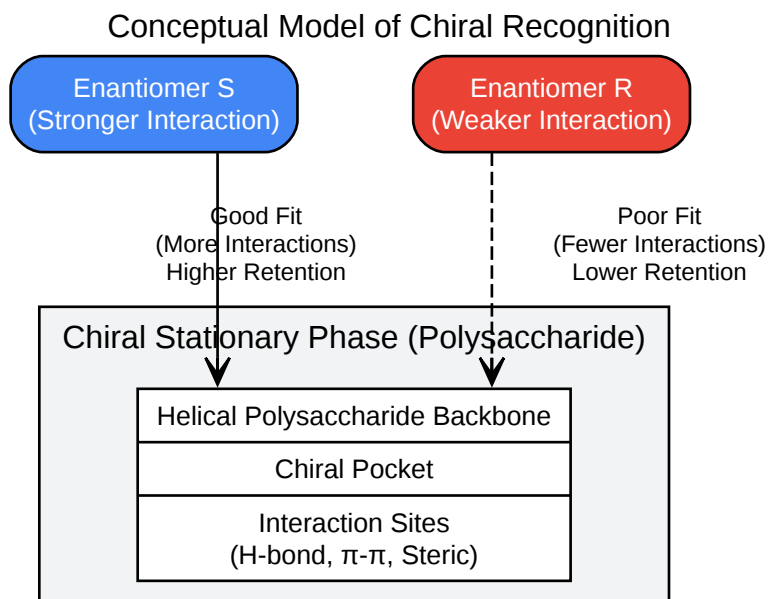 Conceptual Model of Chiral Recognition
Enantiomer S
(Stronger Interaction)
Enantiomer R
(Weaker Interaction)
Good Fit
(More Interactions)
Higher Retention
Poor Fit
(Fewer Interactions)
Lower Retention
Chiral Stationary Phase (Polysaccharide)
Helical Polysaccharide Backbone
Chiral Pocket
Interaction Sites
(H-bond, π-π, Steric)